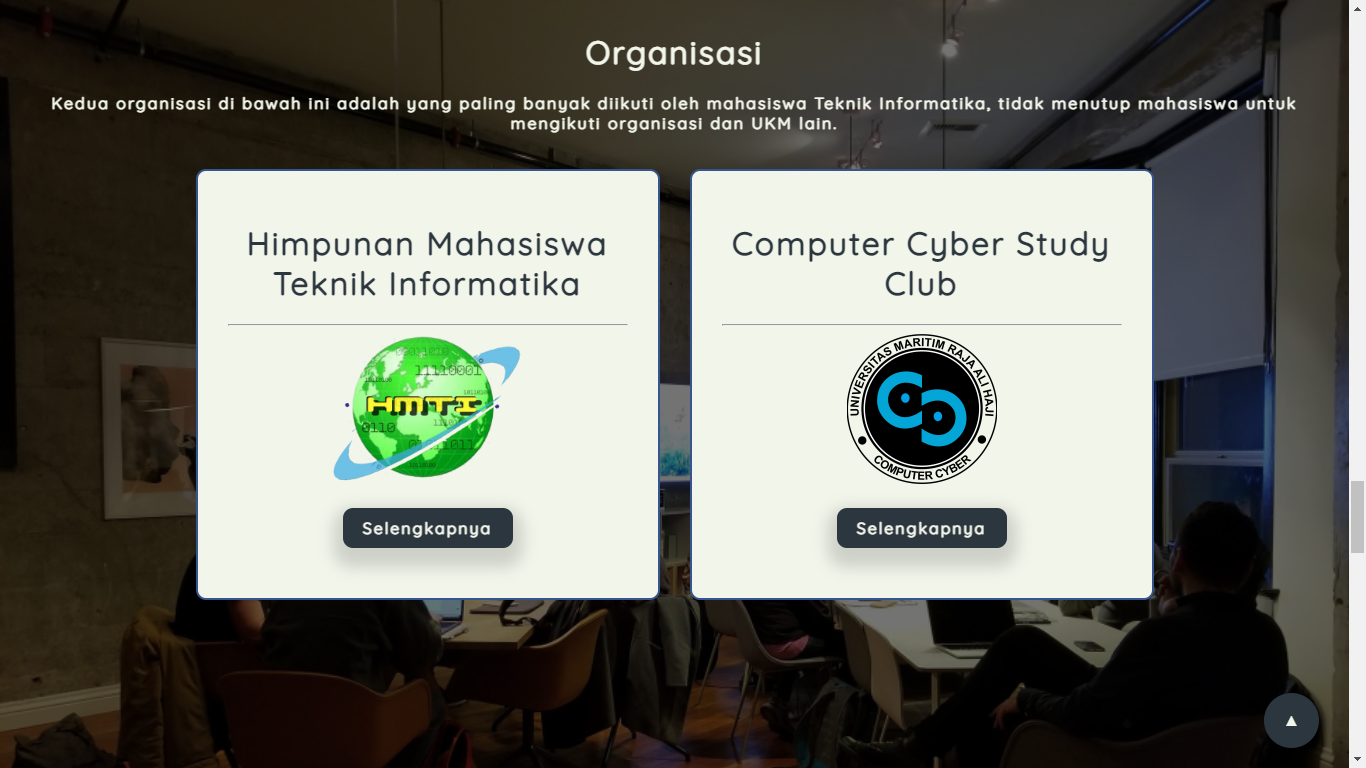 Organisasi
Kedua organisasi di bawah ini adalah yang paling banyak diikuti oleh mahasiswa Teknik Informatika, tidak menutup mahasiswa untuk
mengikuti organisasi dan UKM lain.
Himpunan Mahasiswa
Teknik Informatika
11110001
HMTI
0110
Selengkapnya
Computer Cyber Study
Club
UNIVERSITAS MARITIM RAJA ALI HAJI
COMPUTER CYBER
Selengkapnya